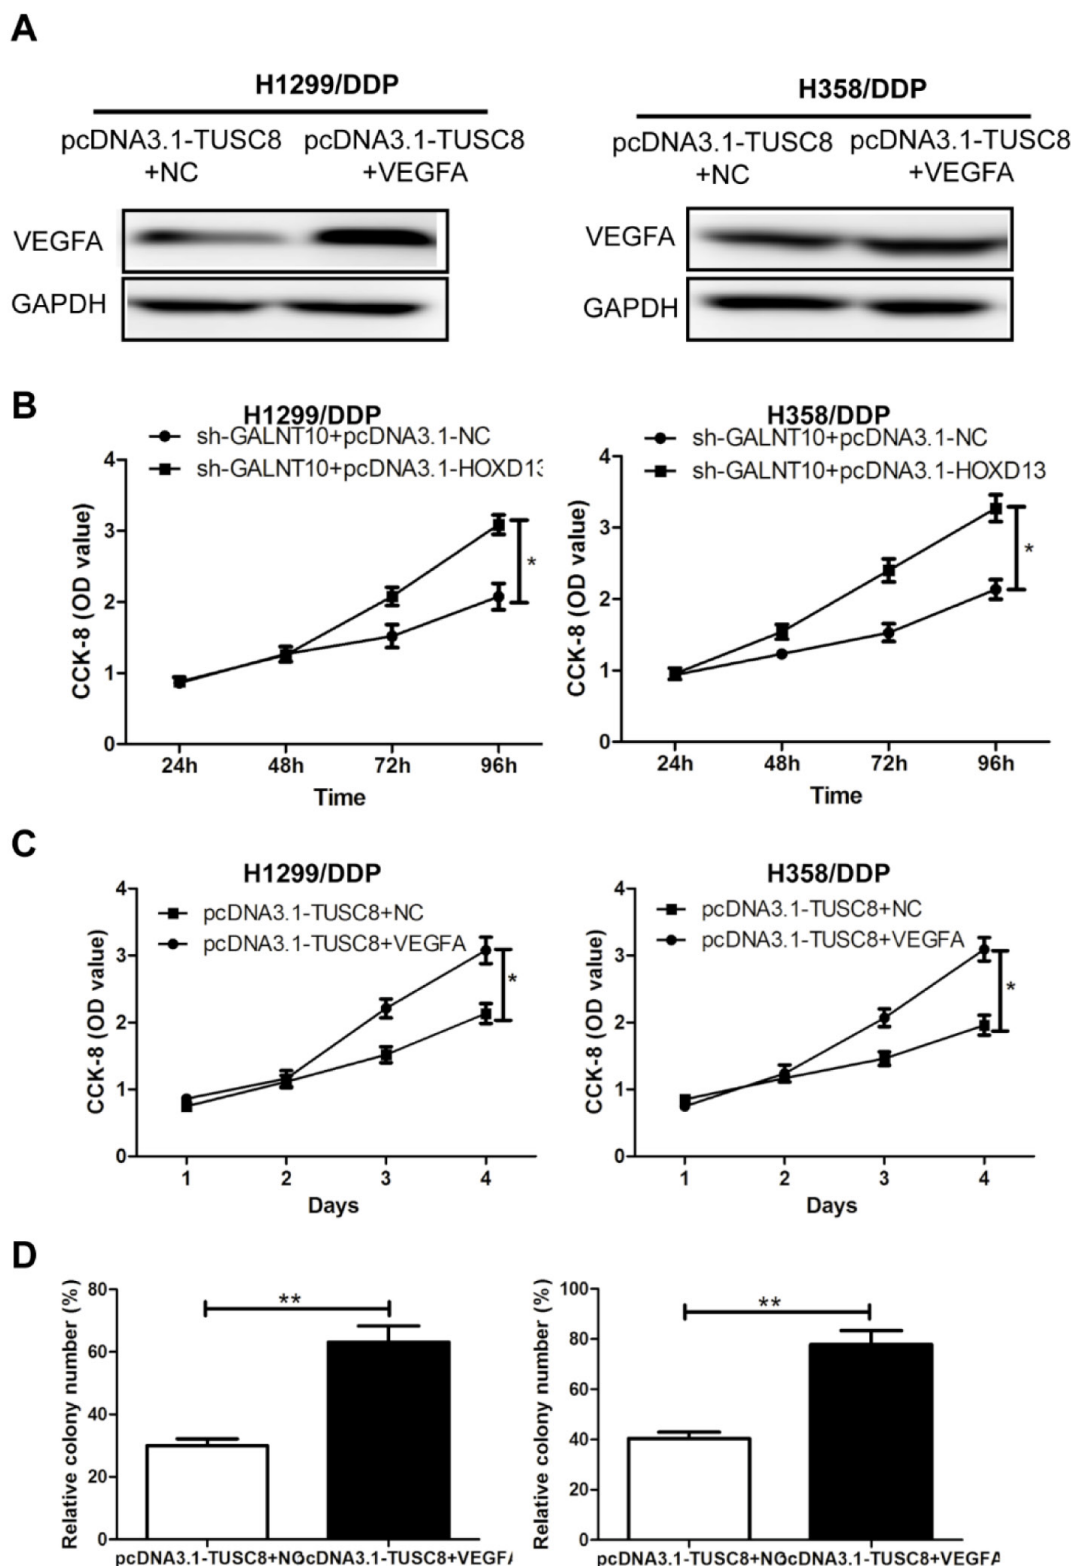 A
H1299/DDP
pcDNA3.1-TUSC8 pcDNA3.1-TUSC8
+NC +VEGFA
VEGFA
GAPDH
H358/DDP
pcDNA3.1-TUSC8 pcDNA3.1-TUSC8
+NC +VEGFA
VEGFA
GAPDH
B
H1299/DDP
sh-GALNT10+pcDNA3.1-NC
sh-GALNT10+pcDNA3.1-HOXD13
CCK-8 (OD value)
4
3
2
1
0
*
24h 48h 72h 96h
Time
H358/DDP
sh-GALNT10+pcDNA3.1-NC
sh-GALNT10+pcDNA3.1-HOXD13
CCK-8 (OD value)
4
3
2
1
0
*
24h 48h 72h 96h
Time
C
H1299/DDP
pcDNA3.1-TUSC8+NC
pcDNA3.1-TUSC8+VEGFA
CCK-8 (OD value)
4
3
2
1
0
*
1 2 3 4
Days
H358/DDP
pcDNA3.1-TUSC8+NC
pcDNA3.1-TUSC8+VEGFA
CCK-8 (OD value)
4
3
2
1
0
*
1 2 3 4
Days
D
Relative colony number (%)
80
60
40
20
0
**
pcDNA3.1-TUSC8+NC pcDNA3.1-TUSC8+VEGFA
Relative colony number (%)
100
80
60
40
20
0
**
pcDNA3.1-TUSC8+NC pcDNA3.1-TUSC8+VEGFA